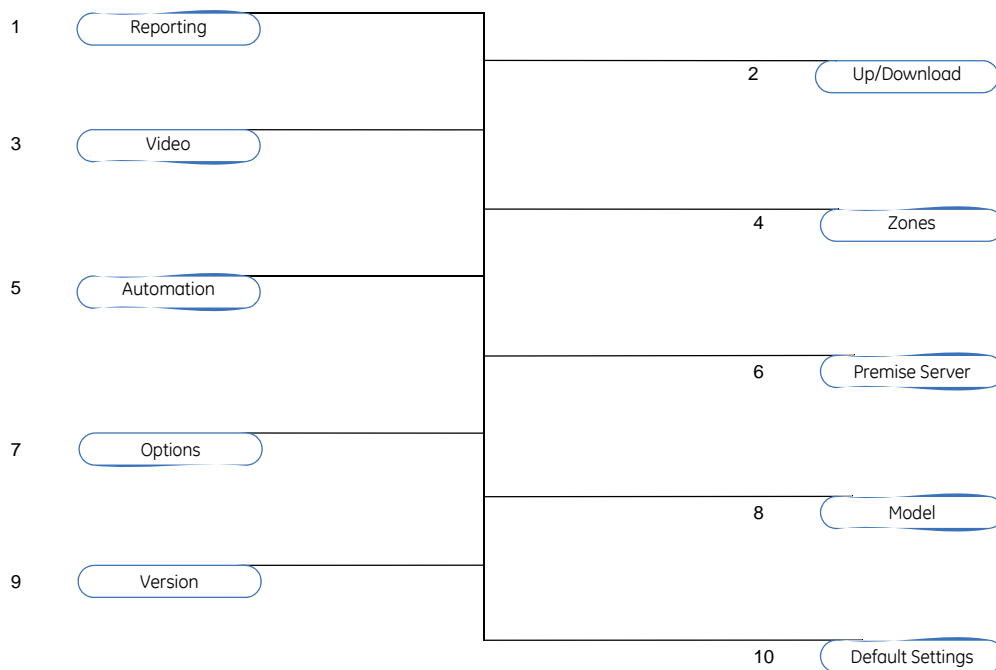 1 Reporting
2 Up/Download
3 Video
4 Zones
5 Automation
6 Premise Server
7 Options
8 Model
9 Version
10 Default Settings